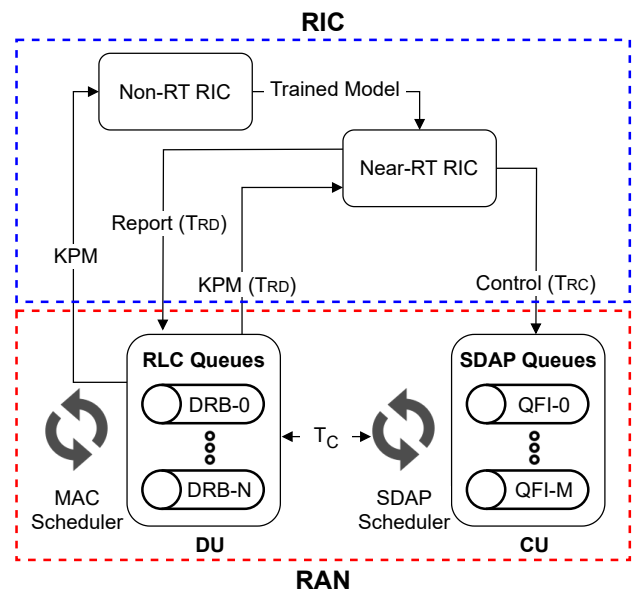 RIC
Non-RT RIC
Trained Model
Near-RT RIC
Report (TRD)
KPM
KPM (TRD)
Control (TRC)
RLC Queues
SDAP Queues
DRB-0
QFI-0
TC
DRB-N
QFI-M
MAC
Scheduler
SDAP
Scheduler
DU
CU
RAN